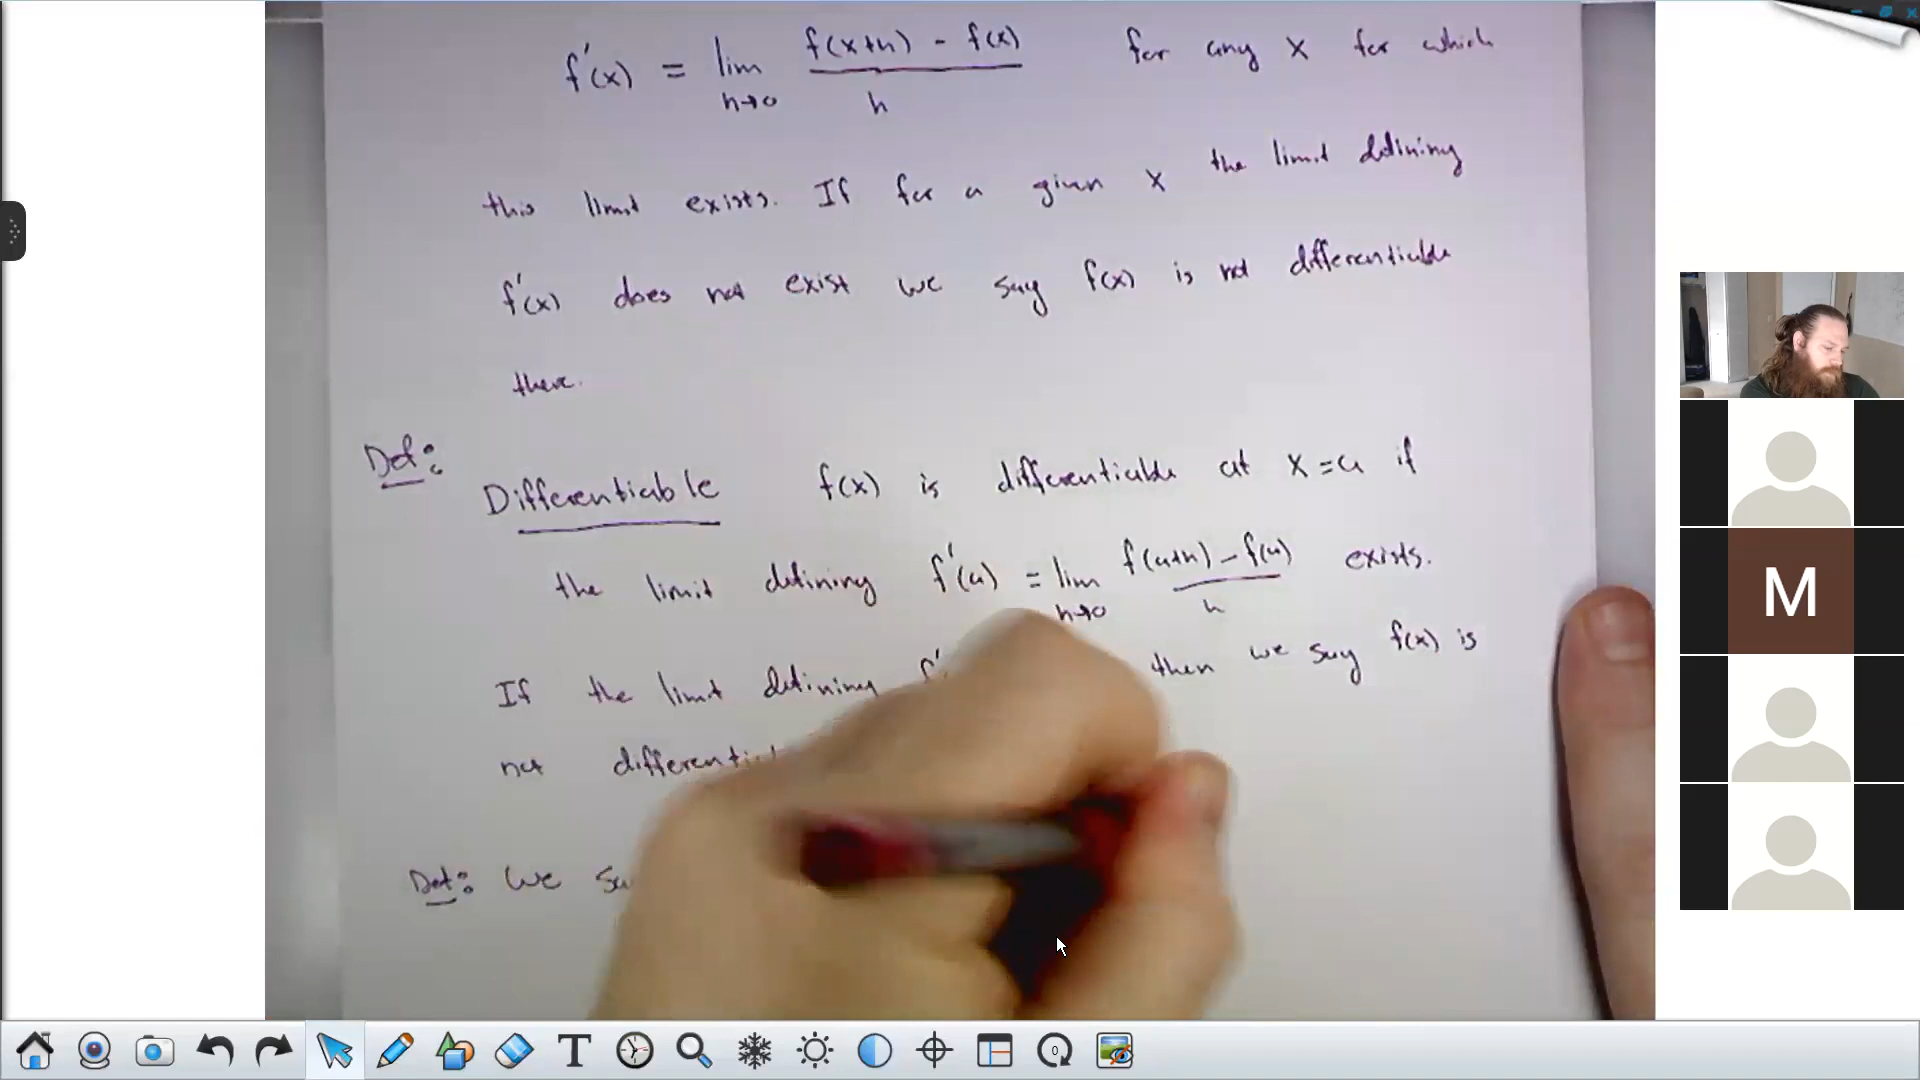 f'(x) = lim h→0 f(x+h) - f(x) / h for any x for which
this limit exists. If for a given x the limit defining
f'(x) does not exist we say f(x) is not differentiable
there.
Def:
Differentiable f(x) is differentiable at x=a if
the limit defining f'(a) = lim h→0 f(a+h) - f(a) / h exists.
If the limit defining f' then we say f(x) is
not
Def: We
M
T
0